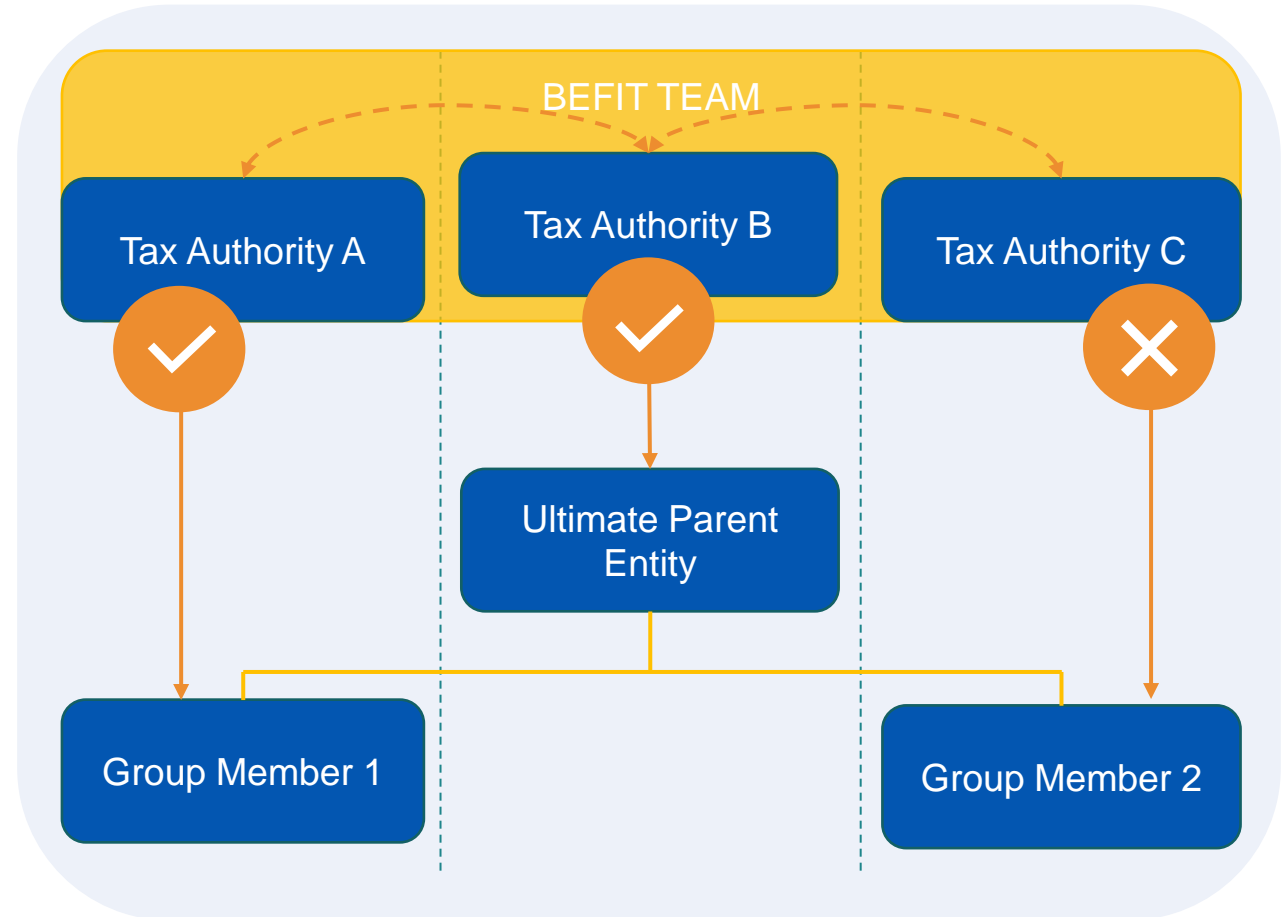 BEFIT TEAM
Tax Authority A
Tax Authority B
Tax Authority C
Ultimate Parent
Entity
Group Member 1
Group Member 2